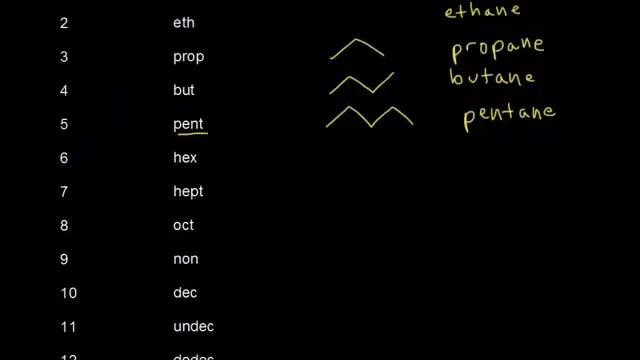 ethane
2 eth
3 prop propane
4 but butane
5 pent pentane
6 hex
7 hept
8 oct
9 non
10 dec
11 undec